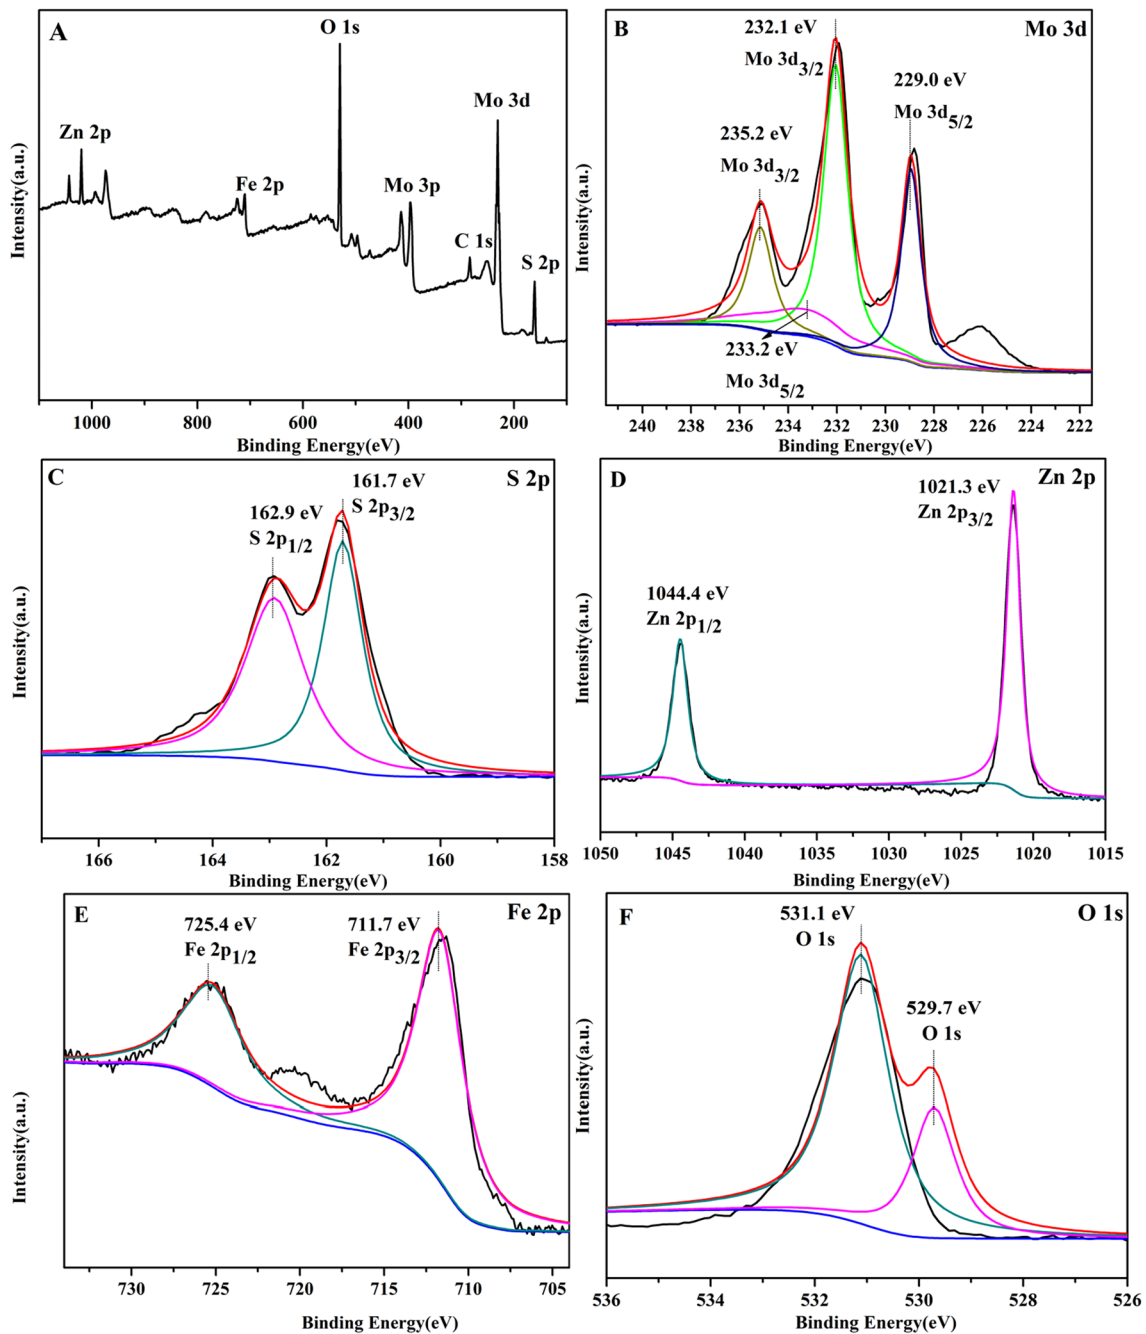 A
O 1s
Mo 3d
Zn 2p
Fe 2p
Mo 3p
C 1s
S 2p
Intensity(a.u.)
1000 800 600 400 200
Binding Energy(eV)
B
Mo 3d
232.1 eV
Mo 3d3/2
229.0 eV
Mo 3d5/2
235.2 eV
Mo 3d3/2
233.2 eV
Mo 3d5/2
Intensity(a.u.)
240 238 236 234 232 230 228 226 224 222
Binding Energy(eV)
C
S 2p
161.7 eV
S 2p3/2
162.9 eV
S 2p1/2
Intensity(a.u.)
166 164 162 160 158
Binding Energy(eV)
D
Zn 2p
1021.3 eV
Zn 2p3/2
1044.4 eV
Zn 2p1/2
Intensity(a.u.)
1050 1045 1040 1035 1030 1025 1020 1015
Binding Energy(eV)
E
Fe 2p
725.4 eV
Fe 2p1/2
711.7 eV
Fe 2p3/2
Intensity(a.u.)
730 725 720 715 710 705
Binding Energy(eV)
F
O 1s
531.1 eV
O 1s
529.7 eV
O 1s
Intensity(a.u.)
536 534 532 530 528 526
Binding Energy(eV)